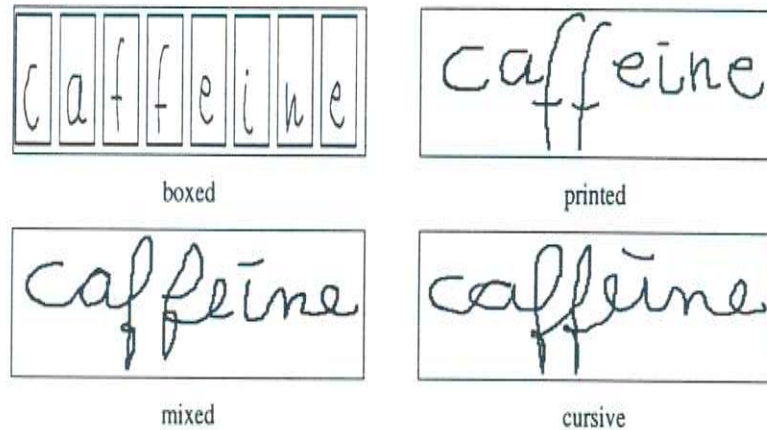 caffeine
caffeine
boxed
printed
caffeine
caffeine
mixed
cursive